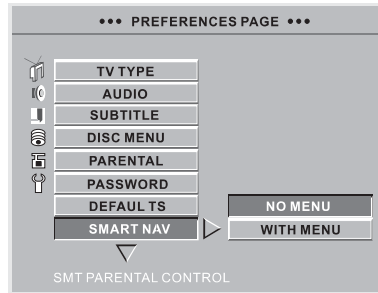 ••• PREFERENCES PAGE •••
TV TYPE
AUDIO
SUBTITLE
DISC MENU
PARENTAL
PASSWORD
DEFAUL TS
SMART NAV
NO MENU
WITH MENU
SMT PARENTAL CONTROL